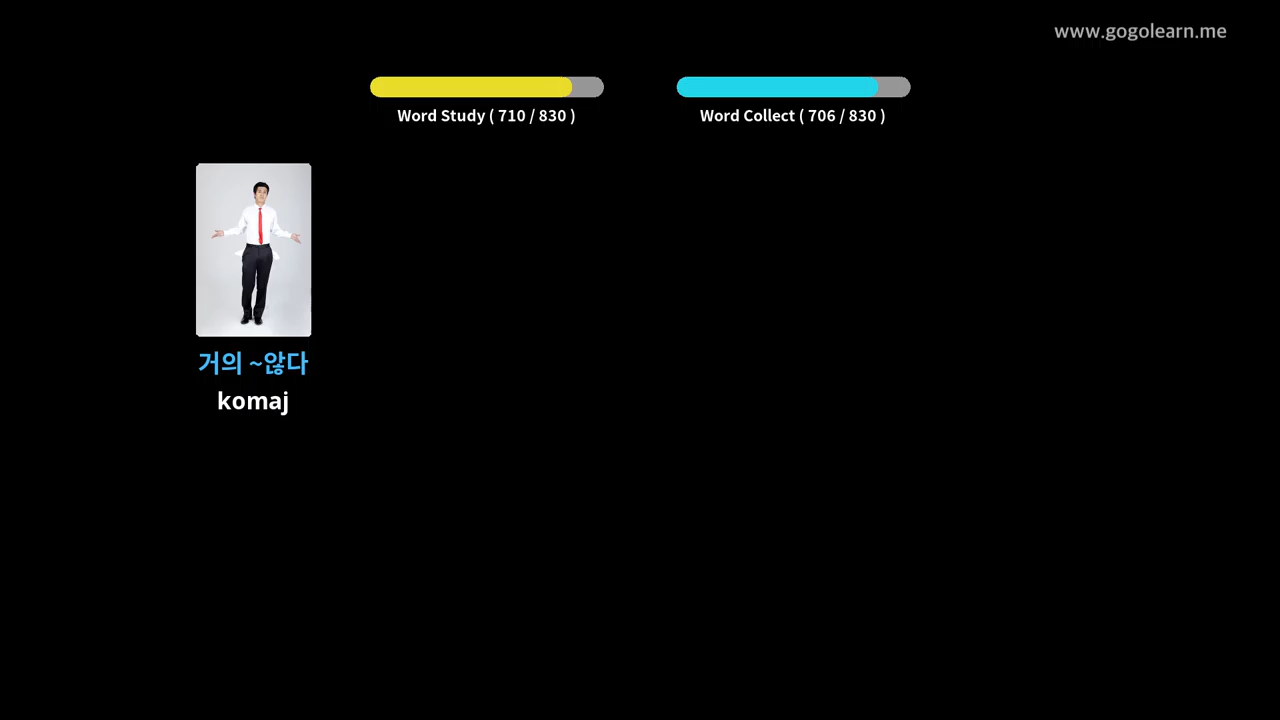 www.gogolearn.me
Word Study ( 710 / 830 )
Word Collect ( 706 / 830 )
거의 ~않다
komaj